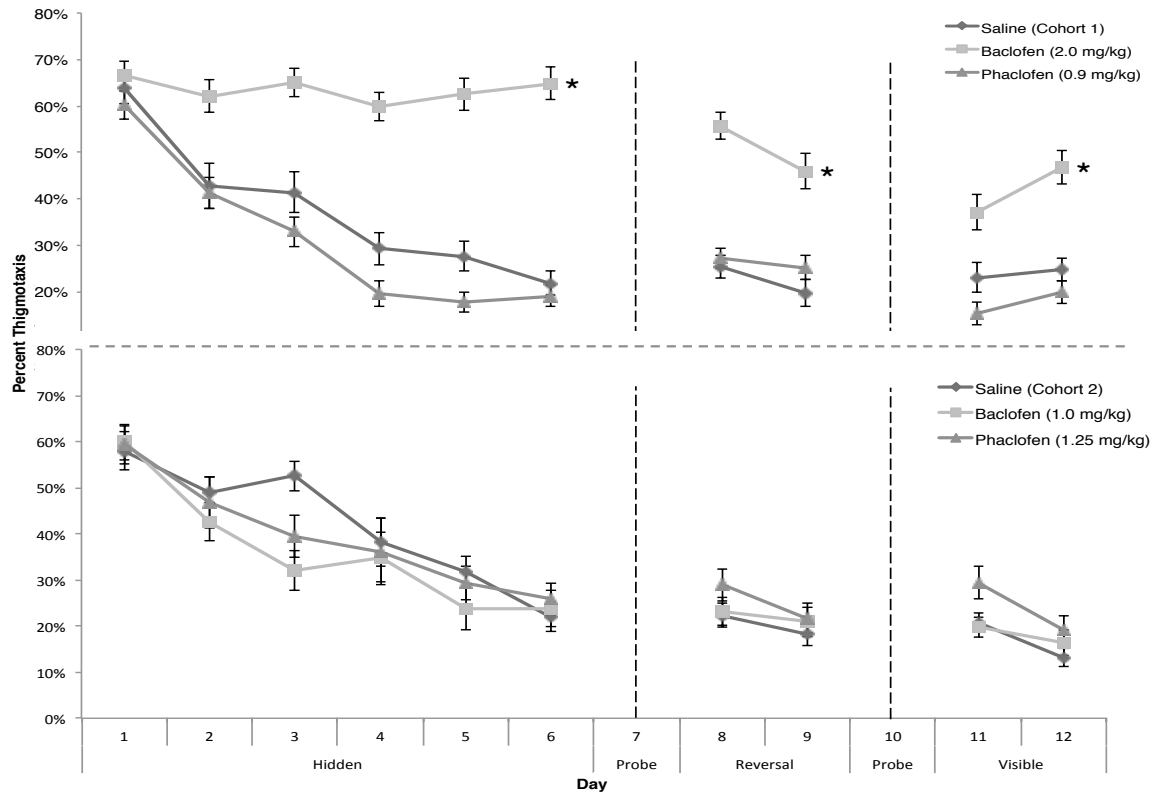 80%
70%
60%
50%
40%
30%
20%
Saline (Cohort 1)
Baclofen (2.0 mg/kg)
Phaclofen (0.9 mg/kg)
*
*
*
Percent Thigmotaxis
80%
70%
60%
50%
40%
30%
20%
10%
0%
Saline (Cohort 2)
Baclofen (1.0 mg/kg)
Phaclofen (1.25 mg/kg)
1 2 3 4 5 6 7 8 9 10 11 12
Hidden Probe Reversal Probe Visible
Day